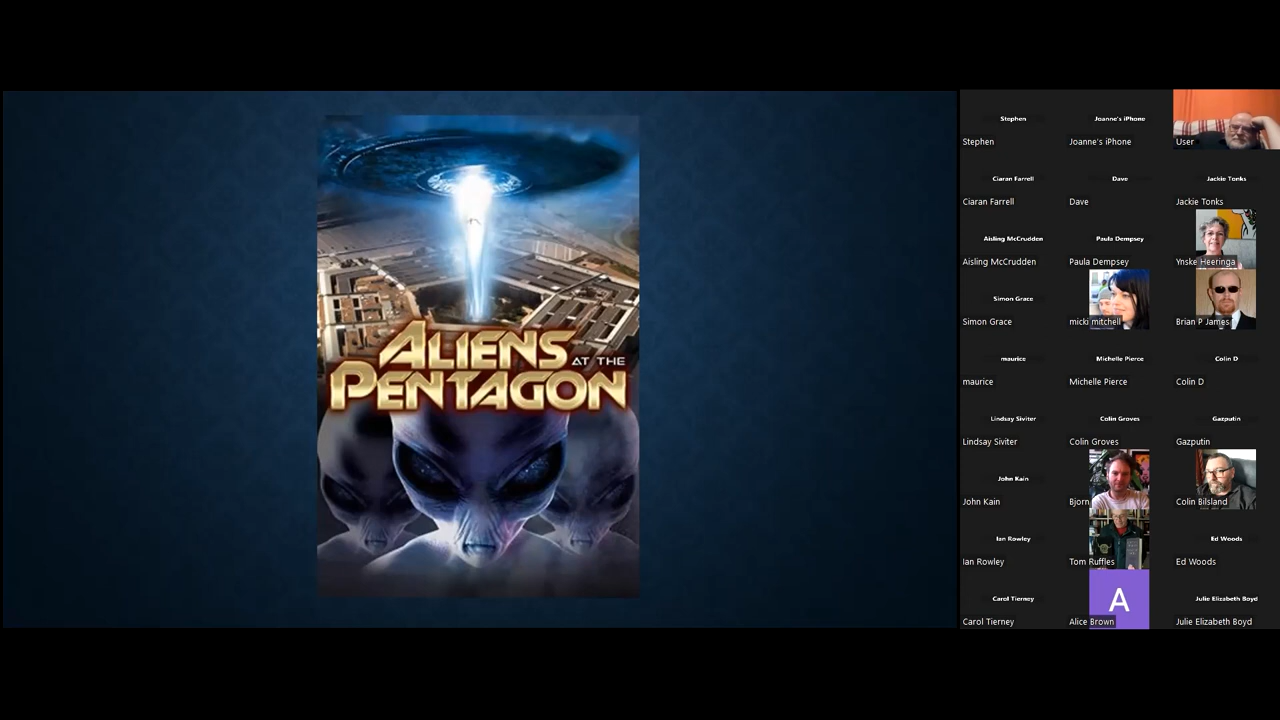 ALIENS
AT THE
PENTAGON
Stephen
Stephen
Joanne's iPhone
Joanne's iPhone
User
Ciaran Farrell
Ciaran Farrell
Dave
Dave
Jackie Tonks
Jackie Tonks
Aisling McCrudden
Aisling McCrudden
Paula Dempsey
Paula Dempsey
Ynske Heeringa
Simon Grace
Simon Grace
micki mitchell
Brian P James
maurice
maurice
Michelle Pierce
Michelle Pierce
Colin D
Colin D
Lindsay Siviter
Lindsay Siviter
Colin Groves
Colin Groves
Gazputin
Gazputin
John Kain
John Kain
Bjorn
Colin Bilsland
Ian Rowley
Ian Rowley
Tom Ruffles
Ed Woods
Ed Woods
Carol Tierney
Carol Tierney
A
Alice Brown
Julie Elizabeth Boyd
Julie Elizabeth Boyd